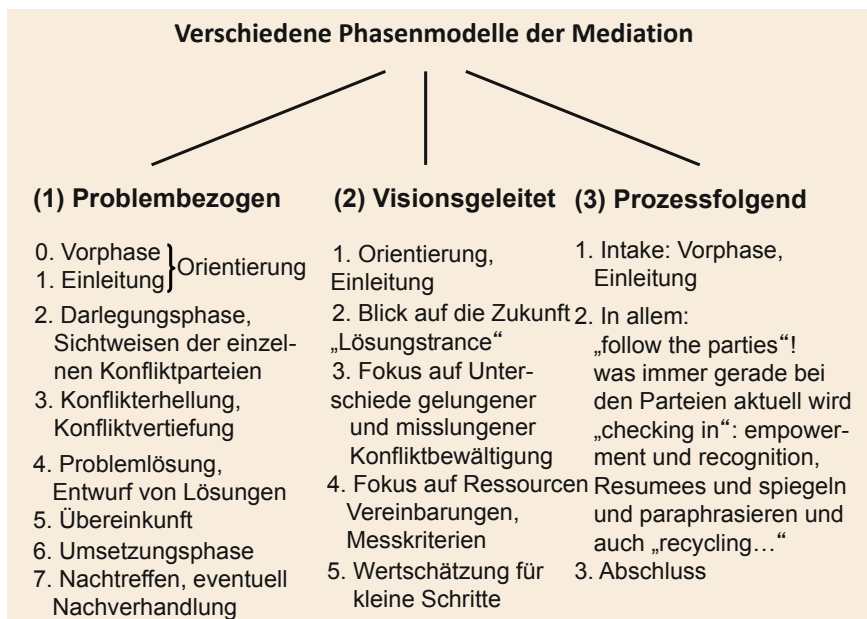 Verschiedene Phasenmodelle der Mediation
(1) Problembezogen
0. Vorphase
1. Einleitung
Orientierung
2. Darlegungsphase,
Sichtweisen der einzel-
nen Konfliktparteien
3. Konflikterhellung,
Konfliktvertiefung
4. Problemlösung,
Entwurf von Lösungen
5. Übereinkunft
6. Umsetzungsphase
7. Nachtreffen, eventuell
Nachverhandlung
(2) Visionsgeleitet
1. Orientierung,
Einleitung
2. Blick auf die Zukunft
„Lösungstrance“
3. Fokus auf Unter-
schiede gelungener
und misslungener
Konfliktbewältigung
4. Fokus auf Ressourcen
Vereinbarungen,
Messkriterien
5. Wertschätzung für
kleine Schritte
(3) Prozessfolgend
1. Intake: Vorphase,
Einleitung
2. In allem:
„follow the parties“!
was immer gerade bei
den Parteien aktuell wird
„checking in“: empower-
ment und recognition,
Resumees und spiegeln
und paraphrasieren und
auch „recycling…“
3. Abschluss